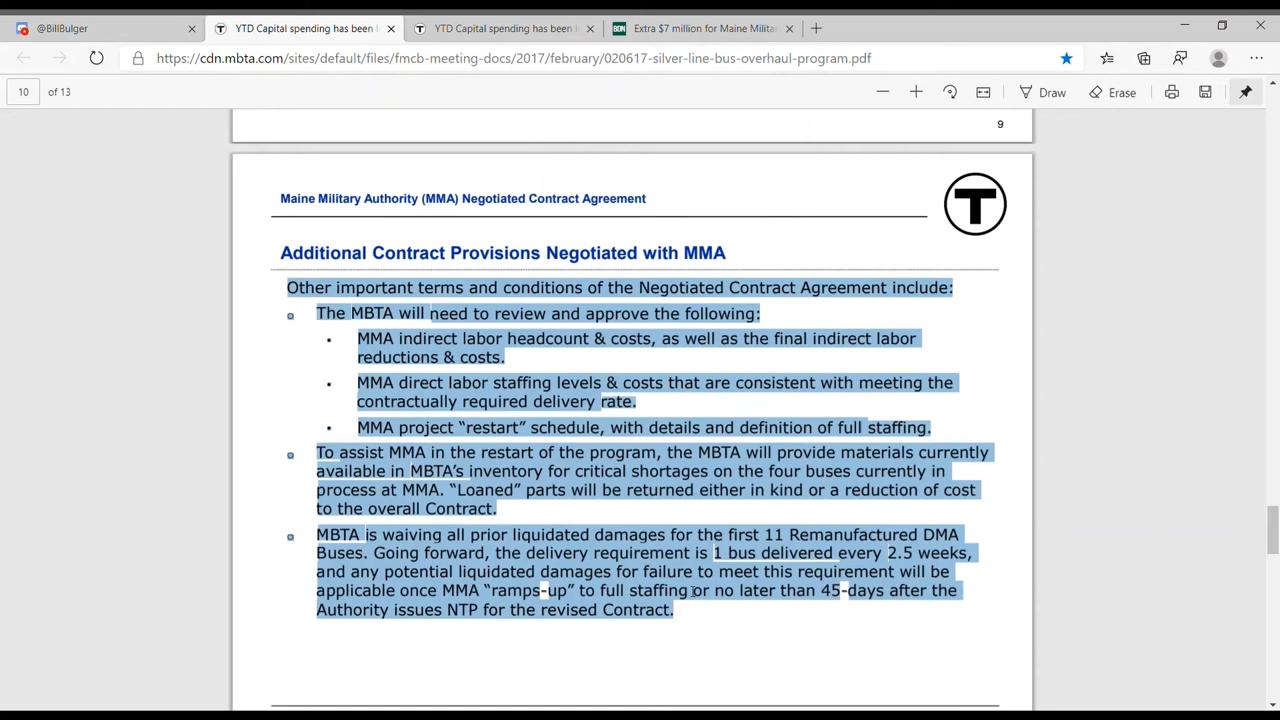 @BillBulger
YTD Capital spending has been l
YTD Capital spending has been l
BDN Extra $7 million for Maine Milita
https://cdn.mbta.com/sites/default/files/fmcb-meeting-docs/2017/february/020617-silver-line-bus-overhaul-program.pdf
10 of 13
Draw
Erase
9
Maine Military Authority (MMA) Negotiated Contract Agreement
T
Additional Contract Provisions Negotiated with MMA
Other important terms and conditions of the Negotiated Contract Agreement include:
The MBTA will need to review and approve the following:
MMA indirect labor headcount & costs, as well as the final indirect labor
reductions & costs.
MMA direct labor staffing levels & costs that are consistent with meeting the
contractually required delivery rate.
MMA project “restart” schedule, with details and definition of full staffing.
To assist MMA in the restart of the program, the MBTA will provide materials currently
available in MBTA’s inventory for critical shortages on the four buses currently in
process at MMA. “Loaned” parts will be returned either in kind or a reduction of cost
to the overall Contract.
MBTA is waiving all prior liquidated damages for the first 11 Remanufactured DMA
Buses. Going forward, the delivery requirement is 1 bus delivered every 2.5 weeks,
and any potential liquidated damages for failure to meet this requirement will be
applicable once MMA “ramps-up” to full staffing or no later than 45-days after the
Authority issues NTP for the revised Contract.